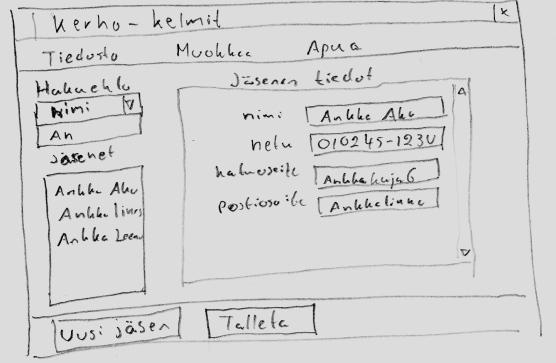 Kerho-kelmit x
Tiedosto Muokkaa Apua
Hakuehto
Nimi
An
Jäsenet
Ankka Aku
Ankka Iines
Ankka Leena
Jäsenen tiedot
nimi Ankka Aku
hetu 010245-123U
katuosoite Ankkakuja 6
postiosoite Ankkalinna
Uusi jäsen Talleta